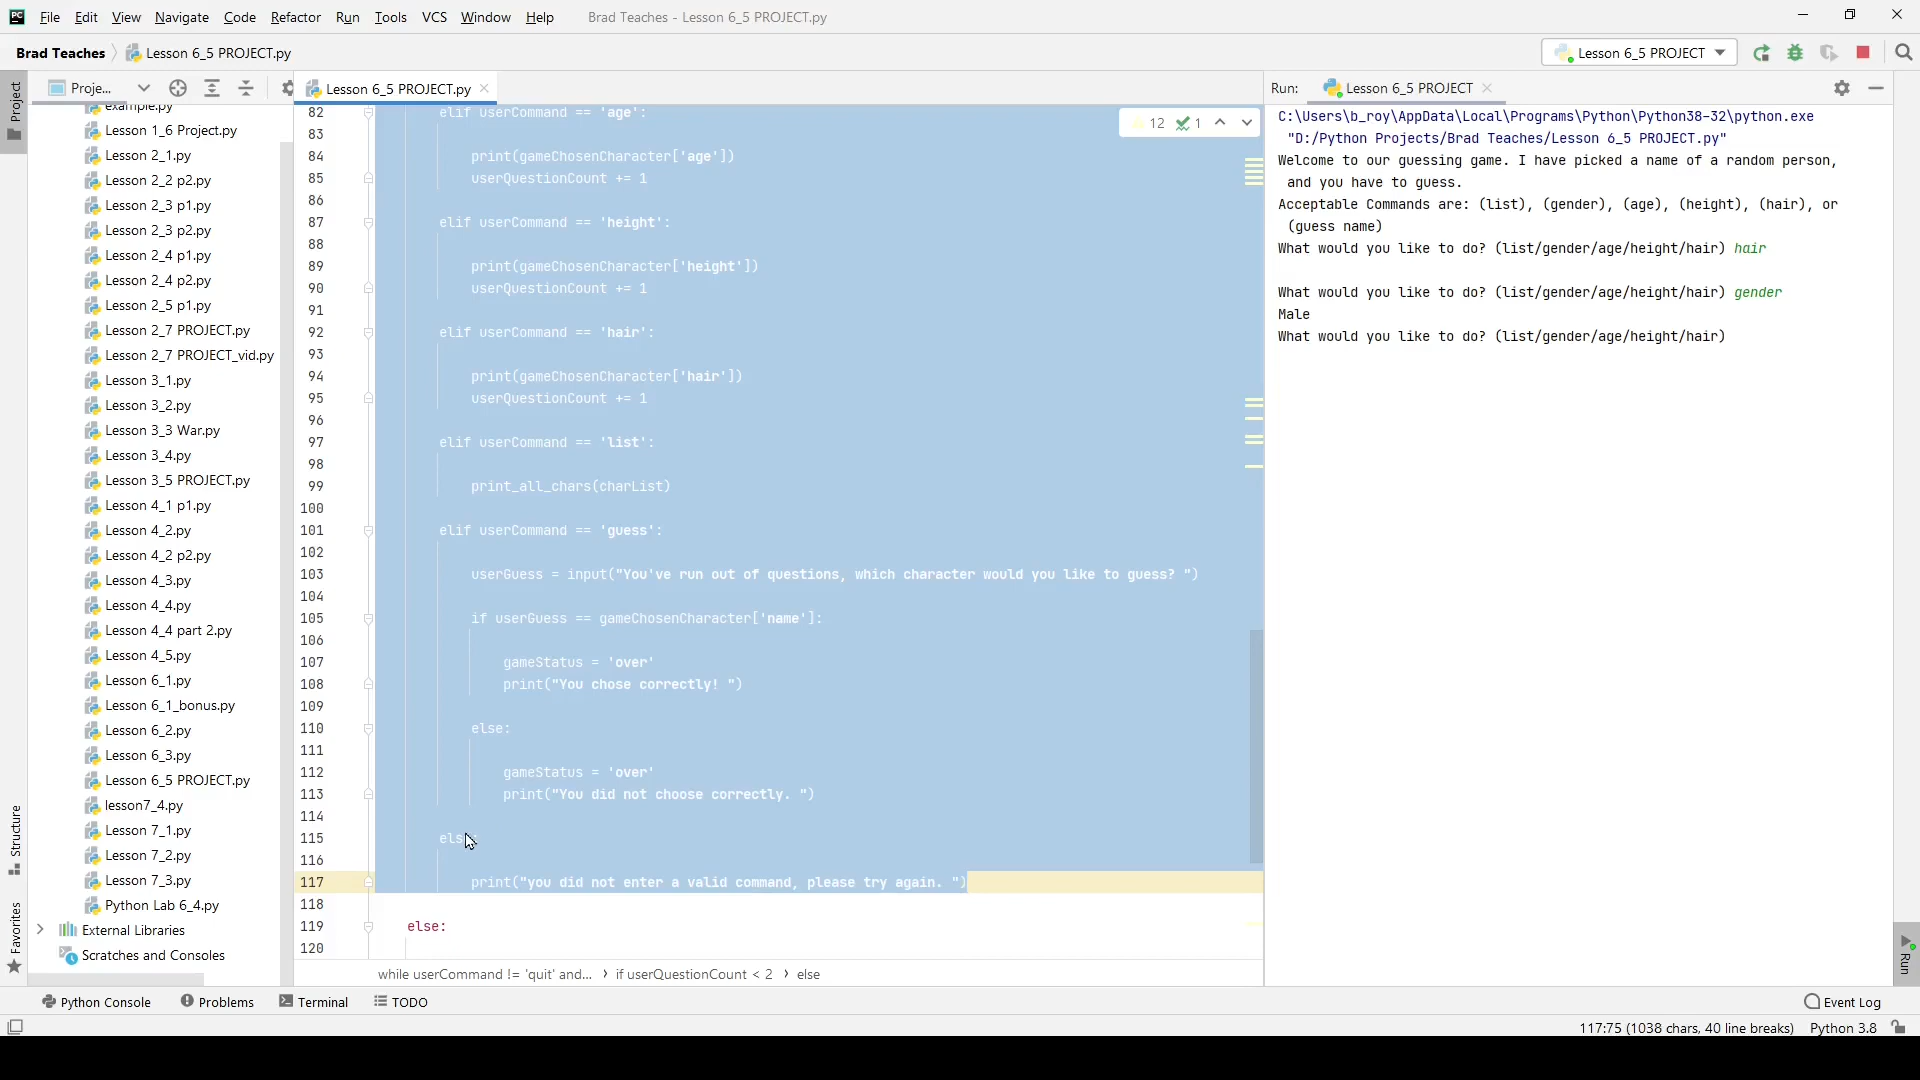 PC File Edit View Navigate Code Refactor Run Tools VCS Window Help Brad Teaches - Lesson 6_5 PROJECT.py
Brad Teaches Lesson 6_5 PROJECT.py Lesson 6_5 PROJECT
Project
Proje...
example.py
Lesson 1_6 Project.py
Lesson 2_1.py
Lesson 2_2 p2.py
Lesson 2_3 p1.py
Lesson 2_3 p2.py
Lesson 2_4 p1.py
Lesson 2_4 p2.py
Lesson 2_5 p1.py
Lesson 2_7 PROJECT.py
Lesson 2_7 PROJECT_vid.py
Lesson 3_1.py
Lesson 3_2.py
Lesson 3_3 War.py
Lesson 3_4.py
Lesson 3_5 PROJECT.py
Lesson 4_1 p1.py
Lesson 4_2.py
Lesson 4_2 p2.py
Lesson 4_3.py
Lesson 4_4.py
Lesson 4_4 part 2.py
Lesson 4_5.py
Lesson 6_1.py
Lesson 6_1_bonus.py
Lesson 6_2.py
Lesson 6_3.py
Lesson 6_5 PROJECT.py
lesson7_4.py
Lesson 7_1.py
Lesson 7_2.py
Lesson 7_3.py
Python Lab 6_4.py
External Libraries
Scratches and Consoles
Structure
Favorites
Lesson 6_5 PROJECT.py
12 1
82 elif userCommand == 'age':
83
84 print(gameChosenCharacter['age'])
85 userQuestionCount += 1
86
87 elif userCommand == 'height':
88
89 print(gameChosenCharacter['height'])
90 userQuestionCount += 1
91
92 elif userCommand == 'hair':
93
94 print(gameChosenCharacter['hair'])
95 userQuestionCount += 1
96
97 elif userCommand == 'list':
98
99 print_all_chars(charList)
100
101 elif userCommand == 'guess':
102
103 userGuess = input("You've run out of questions, which character would you like to guess? ")
104
105 if userGuess == gameChosenCharacter['name']:
106
107 gameStatus = 'over'
108 print("You chose correctly! ")
109
110 else:
111
112 gameStatus = 'over'
113 print("You did not choose correctly. ")
114
115 else:
116
117 print("you did not enter a valid command, please try again. ")
118
119 else:
120
while userCommand != 'quit' and... › if userQuestionCount < 2 › else
Run: Lesson 6_5 PROJECT
C:\Users\b_roy\AppData\Local\Programs\Python\Python38-32\python.exe
"D:/Python Projects/Brad Teaches/Lesson 6_5 PROJECT.py"
Welcome to our guessing game. I have picked a name of a random person,
and you have to guess.
Acceptable Commands are: (list), (gender), (age), (height), (hair), or
(guess name)
What would you like to do? (list/gender/age/height/hair) hair
What would you like to do? (list/gender/age/height/hair) gender
Male
What would you like to do? (list/gender/age/height/hair)
Run
Python Console Problems Terminal TODO Event Log
117:75 (1038 chars, 40 line breaks) Python 3.8